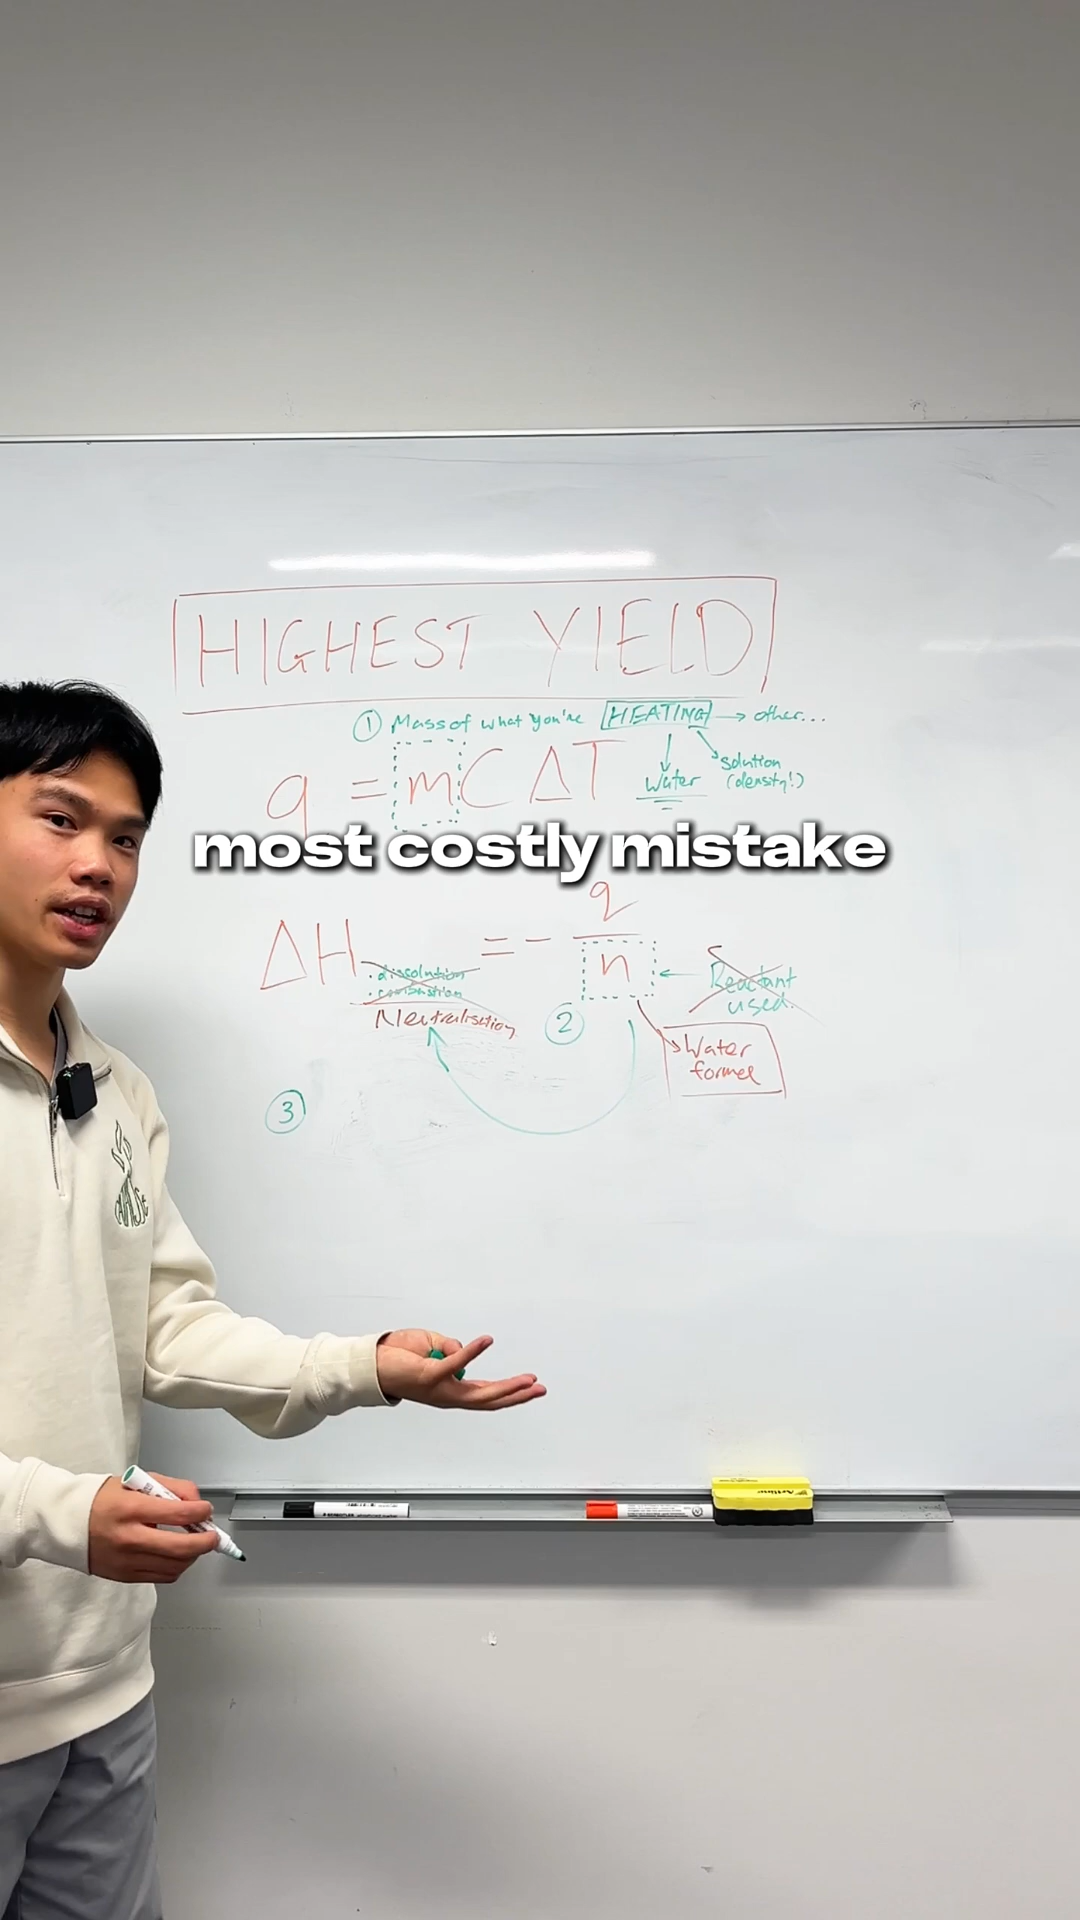 HIGHEST YIELD
① Mass of what you're HEATING → other...
Water
solution
(density!)
q = mCΔT
most costly mistake
ΔH = - q
n
· dissolution
· combustion
Neutralisation
Reactant
used
②
Water
formed
③